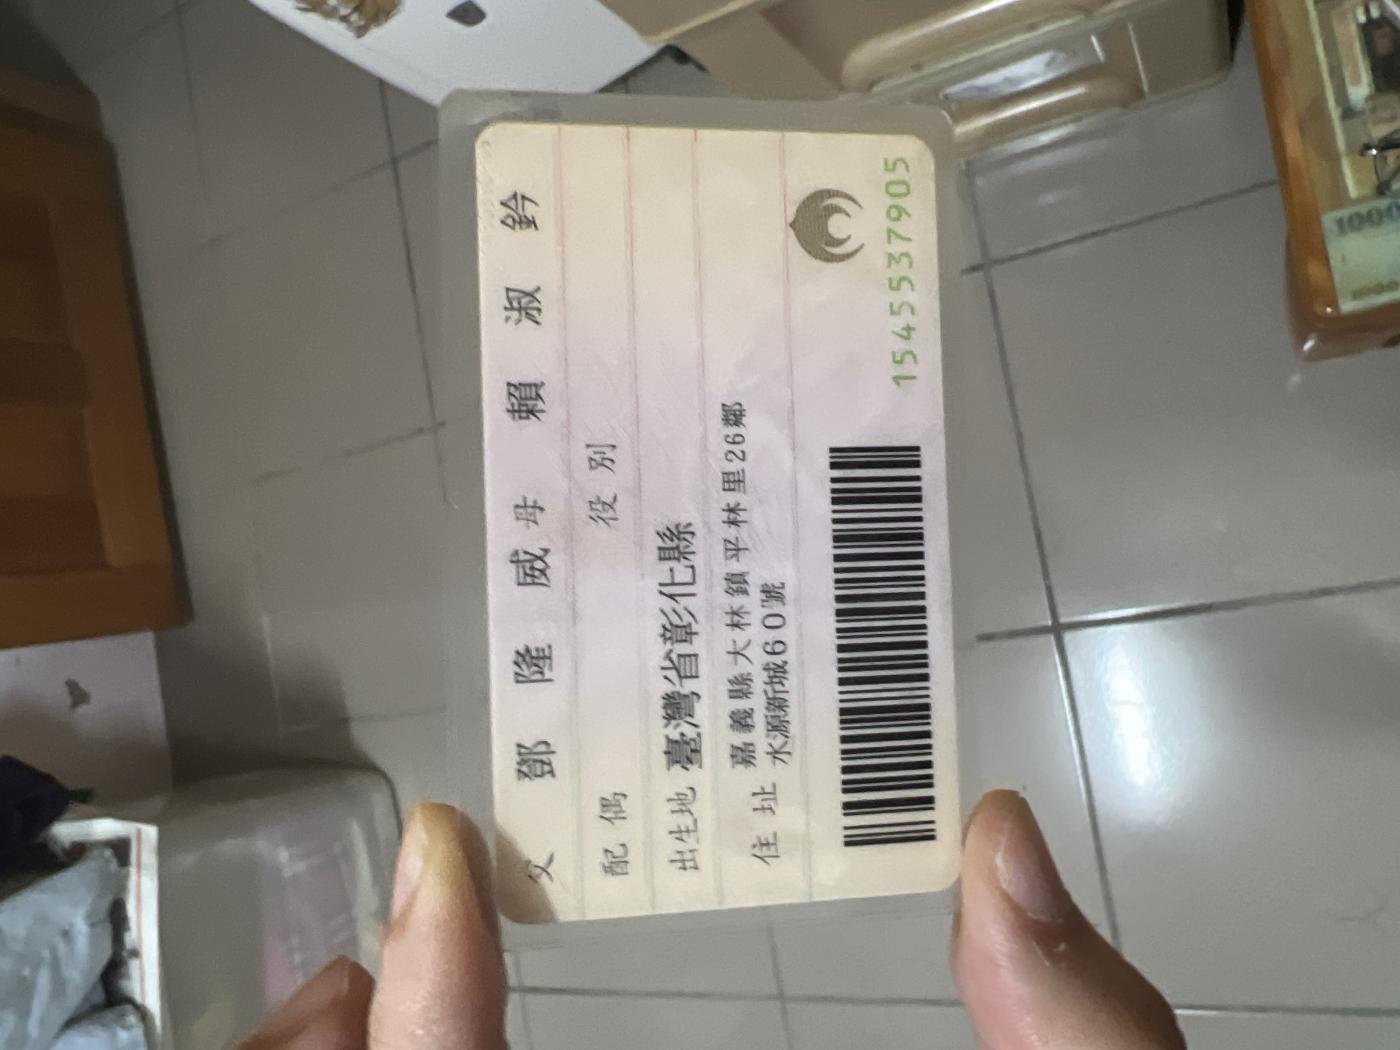 父 鄧隆威 母 賴淑鈐
配偶 役別
出生地 臺灣省彰化縣
住址 嘉義縣大林鎮平林里26鄰
水源新城60號
1545537905
1000